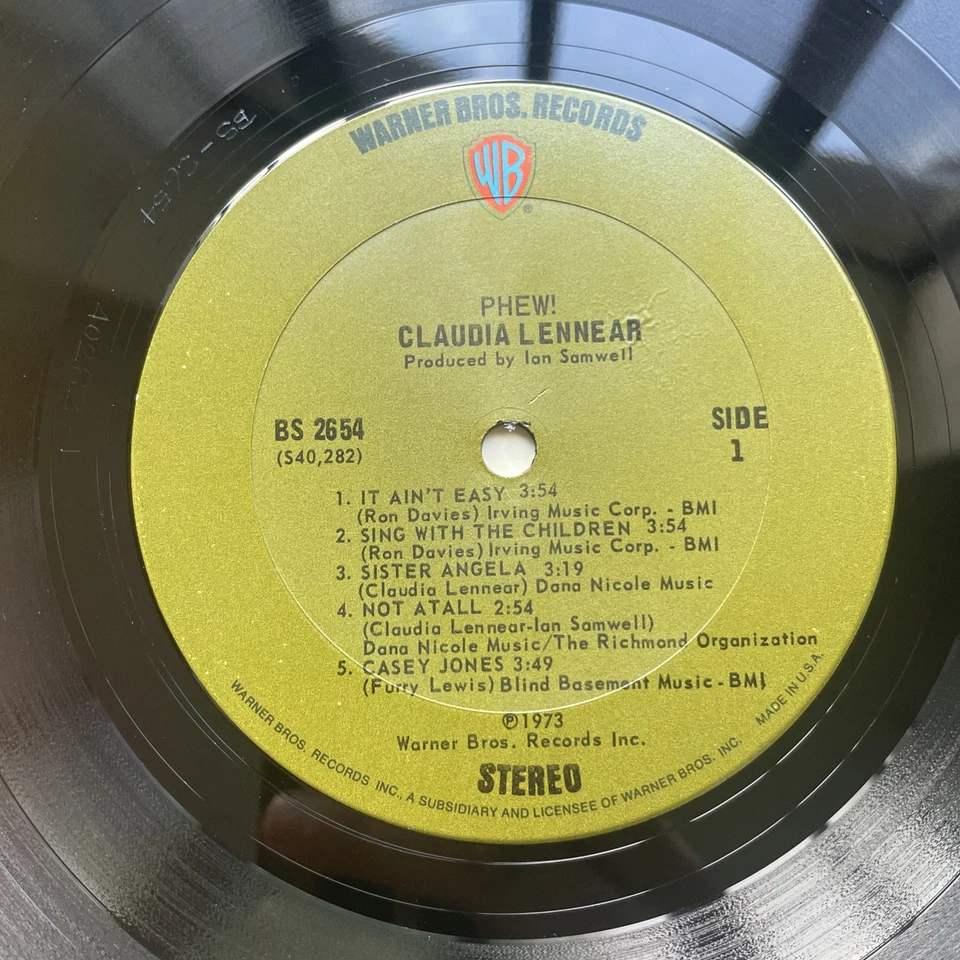 WARNER BROS. RECORDS
WB
®
PHEW!
CLAUDIA LENNEAR
Produced by Ian Samwell
BS 2654
(S40,282)
SIDE
1
1. IT AIN'T EASY 3:54
(Ron Davies) Irving Music Corp. - BMI
2. SING WITH THE CHILDREN 3:54
(Ron Davies) Irving Music Corp. - BMI
3. SISTER ANGELA 3:19
(Claudia Lennear) Dana Nicole Music
4. NOT ATALL 2:54
(Claudia Lennear-Ian Samwell)
Dana Nicole Music/The Richmond Organization
5. CASEY JONES 3:49
(Furry Lewis) Blind Basement Music - BMI
℗1973
Warner Bros. Records Inc.
STEREO
WARNER BROS. RECORDS INC., A SUBSIDIARY AND LICENSEE OF WARNER BROS. INC.
MADE IN U.S.A.